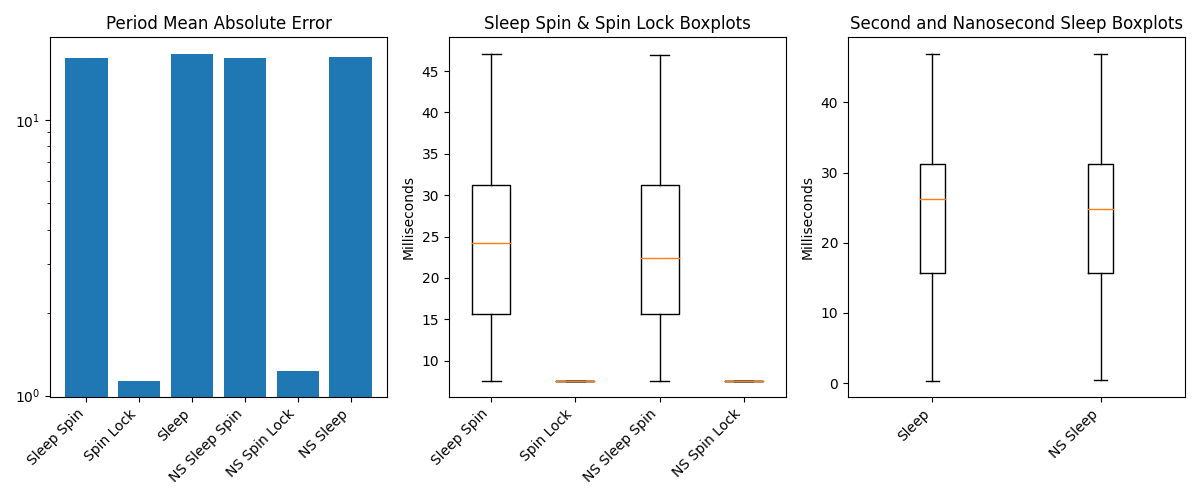 Period Mean Absolute Error
10¹
10⁰
Sleep Spin
Spin Lock
Sleep
NS Sleep Spin
NS Spin Lock
NS Sleep
Sleep Spin & Spin Lock Boxplots
Milliseconds
45
40
35
30
25
20
15
10
Sleep Spin
Spin Lock
NS Sleep Spin
NS Spin Lock
Second and Nanosecond Sleep Boxplots
Milliseconds
40
30
20
10
0
Sleep
NS Sleep